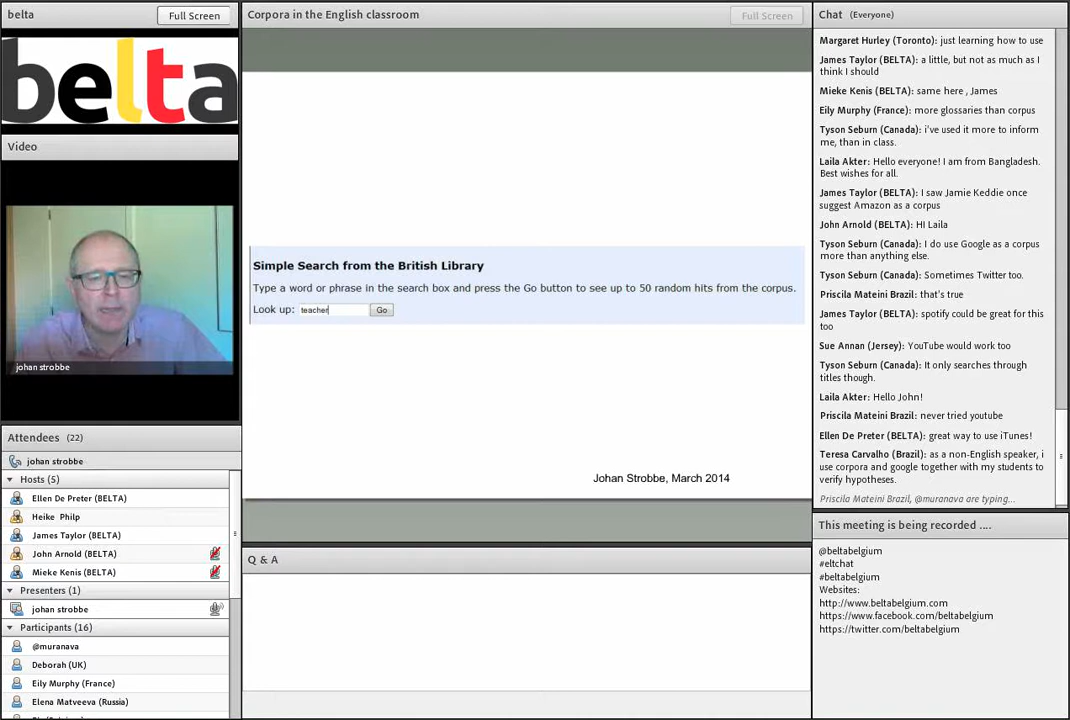 belta
Full Screen
belta
Video
johan strobbe
Attendees (22)
johan strobbe
Hosts (5)
Ellen De Preter (BELTA)
Heike Philp
James Taylor (BELTA)
John Arnold (BELTA)
Mieke Kenis (BELTA)
Presenters (1)
johan strobbe
Participants (16)
@muranava
Deborah (UK)
Eily Murphy (France)
Elena Matveeva (Russia)
Corpora in the English classroom
Full Screen
Simple Search from the British Library
Type a word or phrase in the search box and press the Go button to see up to 50 random hits from the corpus.
Look up: teacher Go
Johan Strobbe, March 2014
Q & A
Chat (Everyone)
Margaret Hurley (Toronto): just learning how to use
James Taylor (BELTA): a little, but not as much as I
think I should
Mieke Kenis (BELTA): same here , James
Eily Murphy (France): more glossaries than corpus
Tyson Seburn (Canada): i've used it more to inform
me, than in class.
Laila Akter: Hello everyone! I am from Bangladesh.
Best wishes for all.
James Taylor (BELTA): I saw Jamie Keddie once
suggest Amazon as a corpus
John Arnold (BELTA): HI Laila
Tyson Seburn (Canada): I do use Google as a corpus
more than anything else.
Tyson Seburn (Canada): Sometimes Twitter too.
Priscila Mateini Brazil: that's true
James Taylor (BELTA): spotify could be great for this
too
Sue Annan (Jersey): YouTube would work too
Tyson Seburn (Canada): It only searches through
titles though.
Laila Akter: Hello John!
Priscila Mateini Brazil: never tried youtube
Ellen De Preter (BELTA): great way to use iTunes!
Teresa Carvalho (Brazil): as a non-English speaker, i
use corpora and google together with my students to
verify hypotheses.
Priscila Mateini Brazil, @muranava are typing...
This meeting is being recorded ....
@beltabelgium
#eltchat
#beltabelgium
Websites:
http://www.beltabelgium.com
https://www.facebook.com/beltabelgium
https://twitter.com/beltabelgium